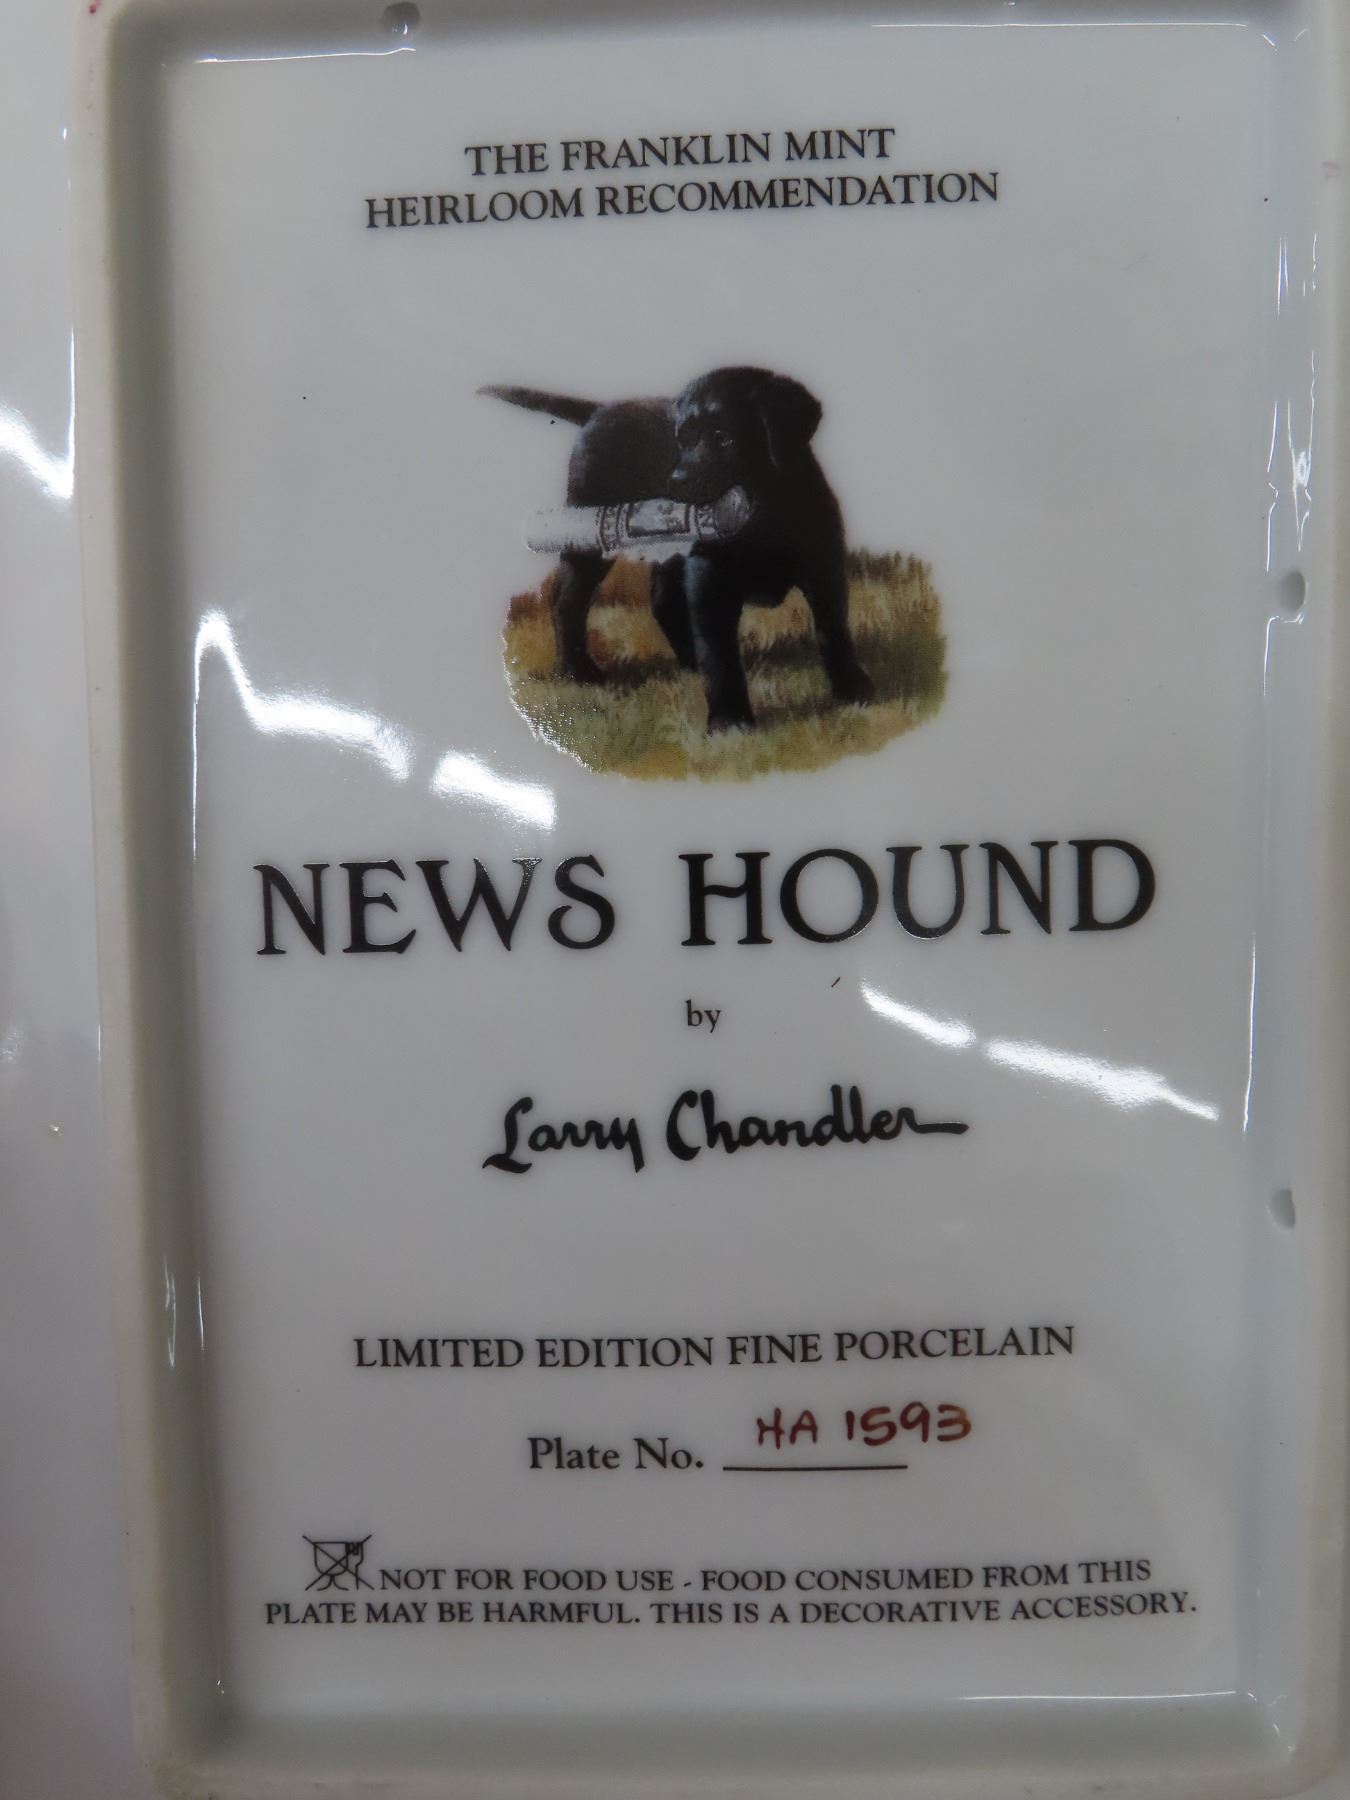 THE FRANKLIN MINT
HEIRLOOM RECOMMENDATION
NEWS HOUND
by
Larry Chandler
LIMITED EDITION FINE PORCELAIN
Plate No. HA 1593
NOT FOR FOOD USE - FOOD CONSUMED FROM THIS
PLATE MAY BE HARMFUL. THIS IS A DECORATIVE ACCESSORY.